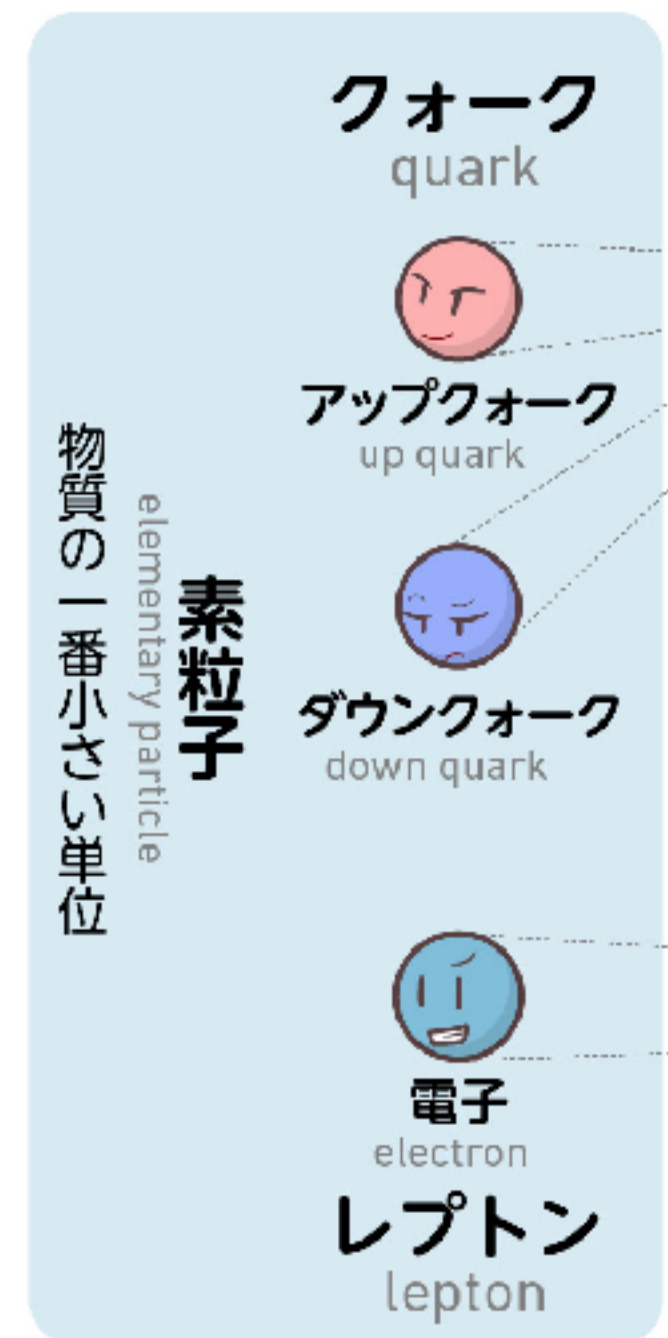 クォーク
quark
アップクォーク
up quark
ダウンクォーク
down quark
素粒子
elementary particle
物質の一番小さい単位
電子
electron
レプトン
lepton